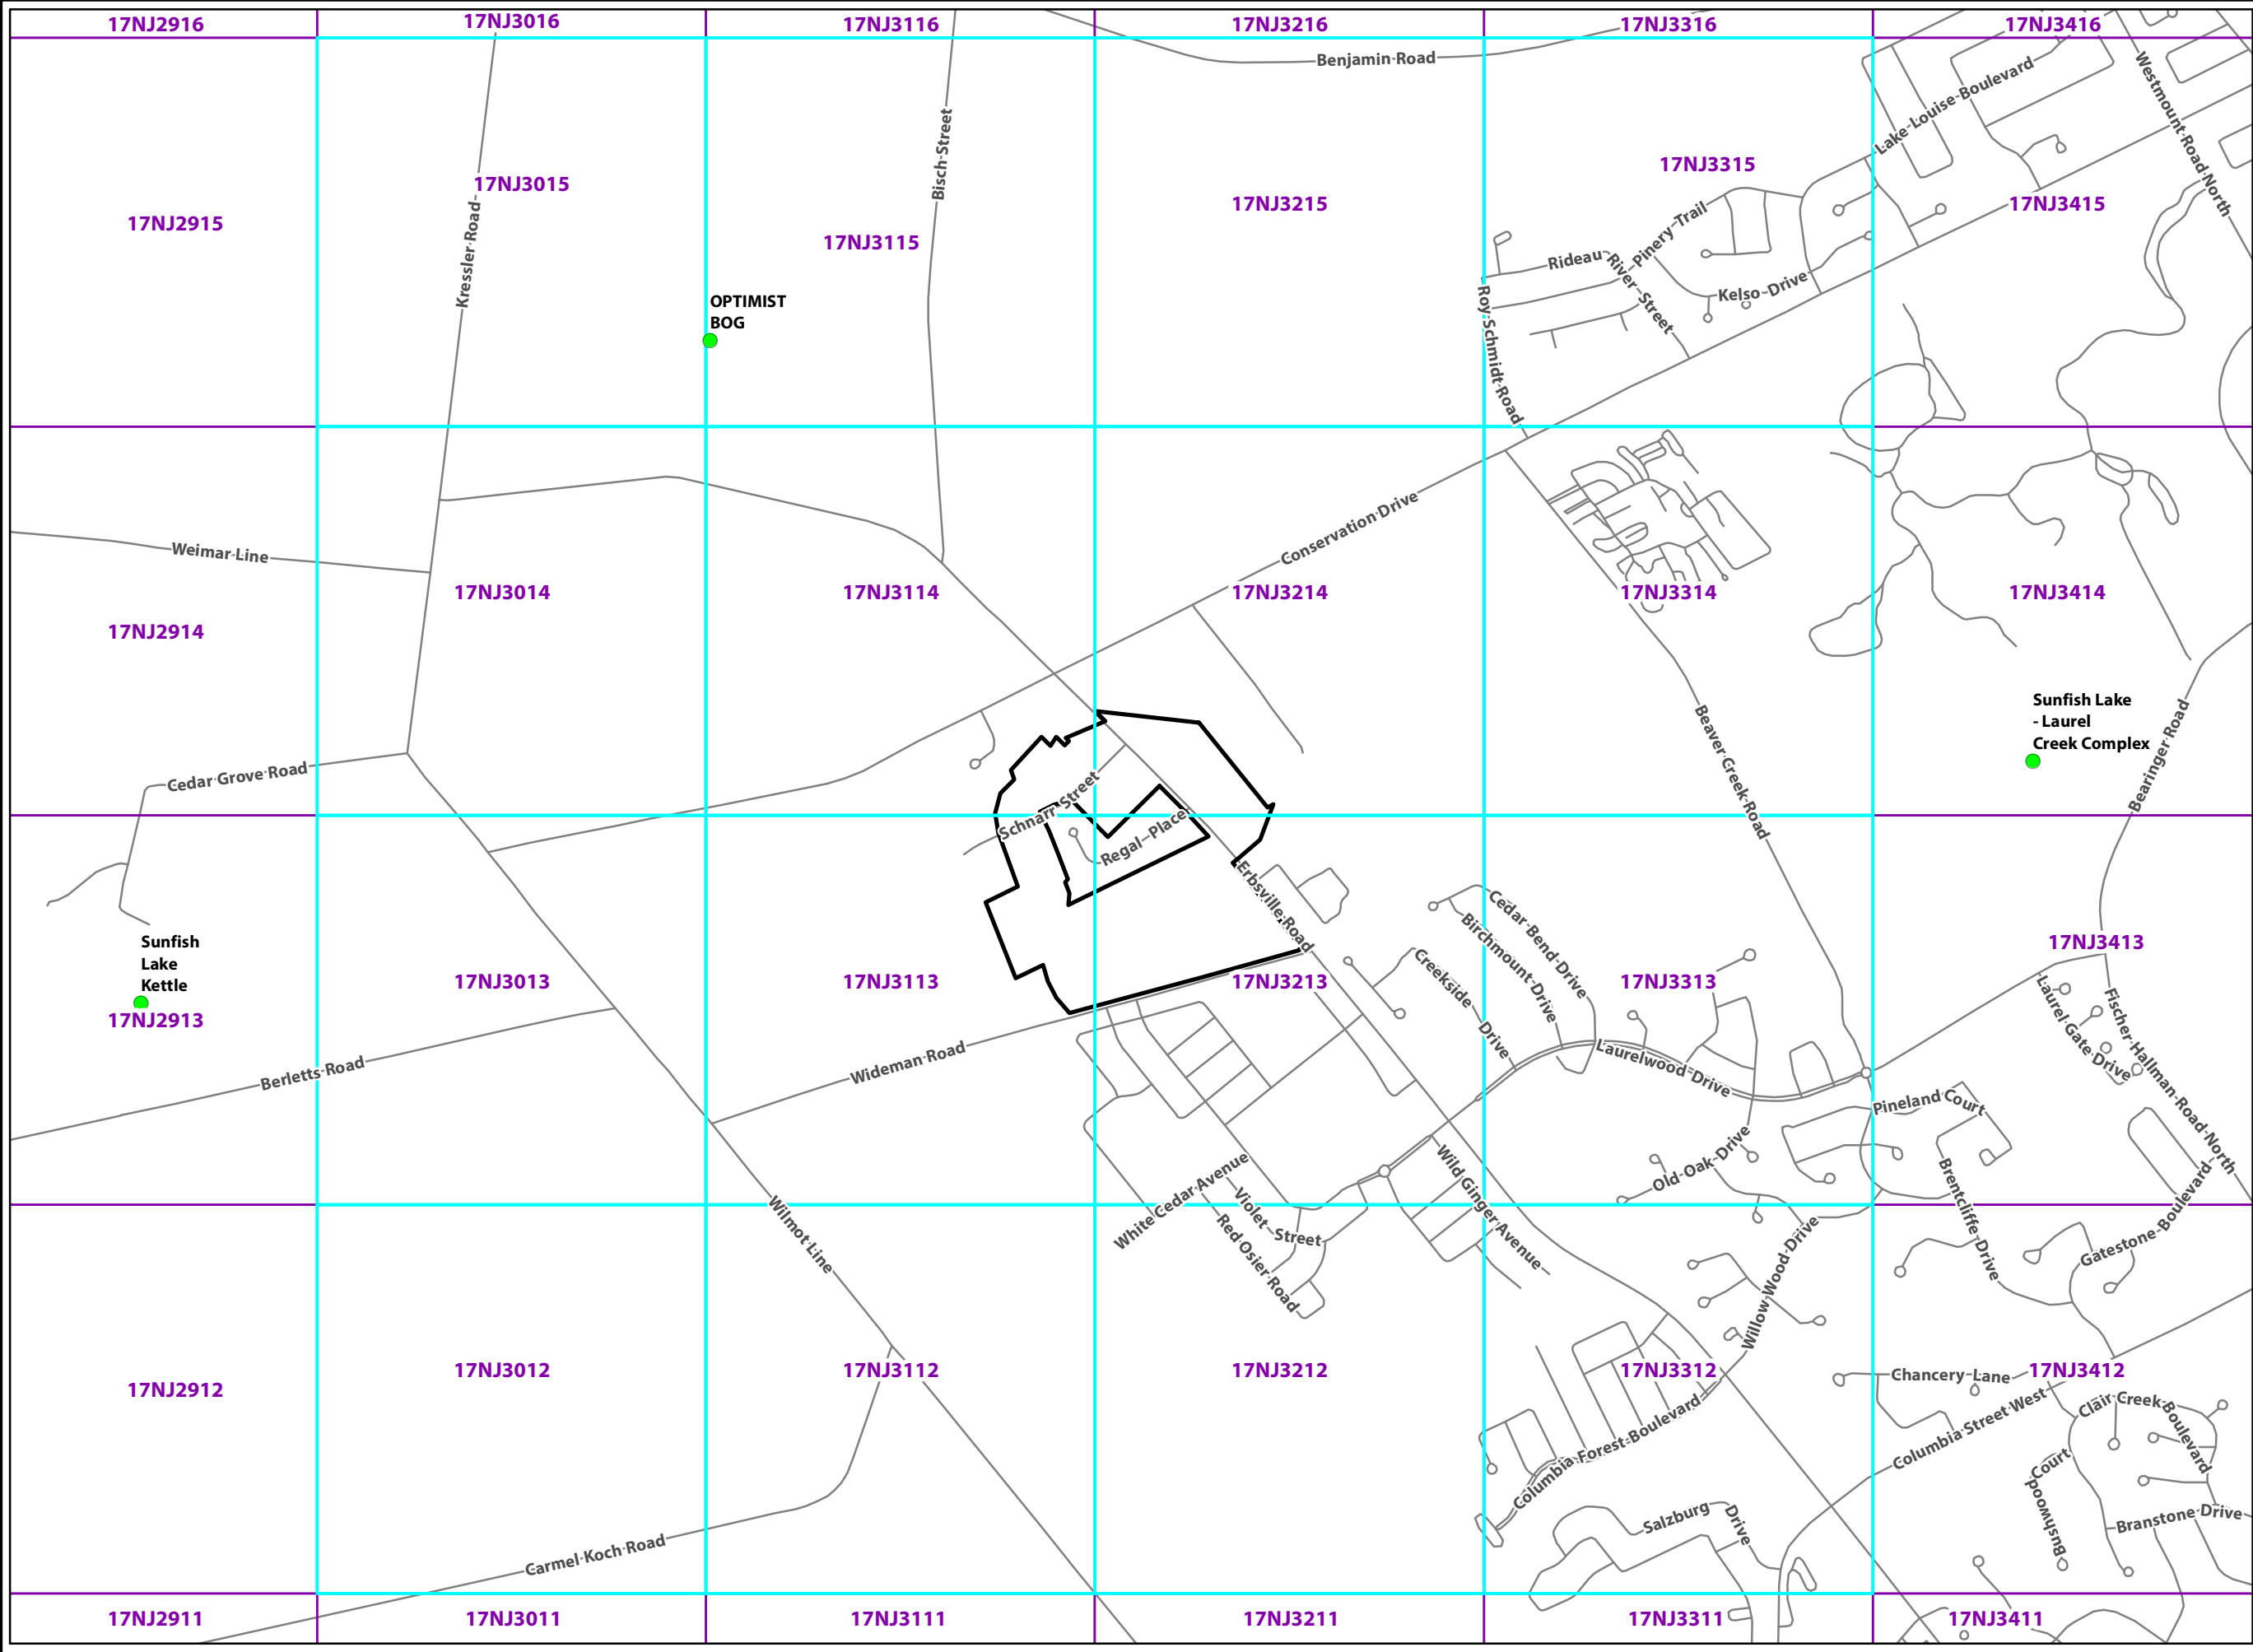 17NJ2916
17NJ3016
17NJ3116
17NJ3216
17NJ3316
17NJ3416
Benjamin Road
Lake Louise Boulevard
Westmount Road North
Bisch Street
17NJ3015
17NJ2915
17NJ3115
17NJ3215
17NJ3315
17NJ3415
Kressler Road
Pinery Trail
Rideau
River Street
Kelso Drive
Roy Schmidt Road
OPTIMIST
BOG
Conservation Drive
Weimar Line
17NJ3014
17NJ3114
17NJ3214
17NJ3314
17NJ3414
17NJ2914
Sunfish Lake
- Laurel
Creek Complex
Beaver Creek Road
Bearinger Road
Cedar Grove Road
Schnarr Street
Regal Place
Erbsville Road
Sunfish
Lake
Kettle
17NJ2913
17NJ3013
17NJ3113
17NJ3213
17NJ3313
17NJ3413
Cedar Bend Drive
Birchmount Drive
Creekside
Drive
Laurel Gate Drive
Fischer Hallman Road North
Berletts Road
Wideman Road
Laurelwood Drive
Pineland Court
Old Oak Drive
Wild Ginger Avenue
White Cedar Avenue
Violet
Street
Red Osier Road
Wilmot Line
Brentcliffe Drive
Gatestone Boulevard
Willow Wood Drive
17NJ2912
17NJ3012
17NJ3112
17NJ3212
17NJ3312
17NJ3412
Chancery Lane
Columbia Street West
Clair Creek
Boulevard
Columbia Forest Boulevard
Court
Bushwood
Branstone Drive
Salzburg
Drive
Carmel Koch Road
17NJ2911
17NJ3011
17NJ3111
17NJ3211
17NJ3311
17NJ3411